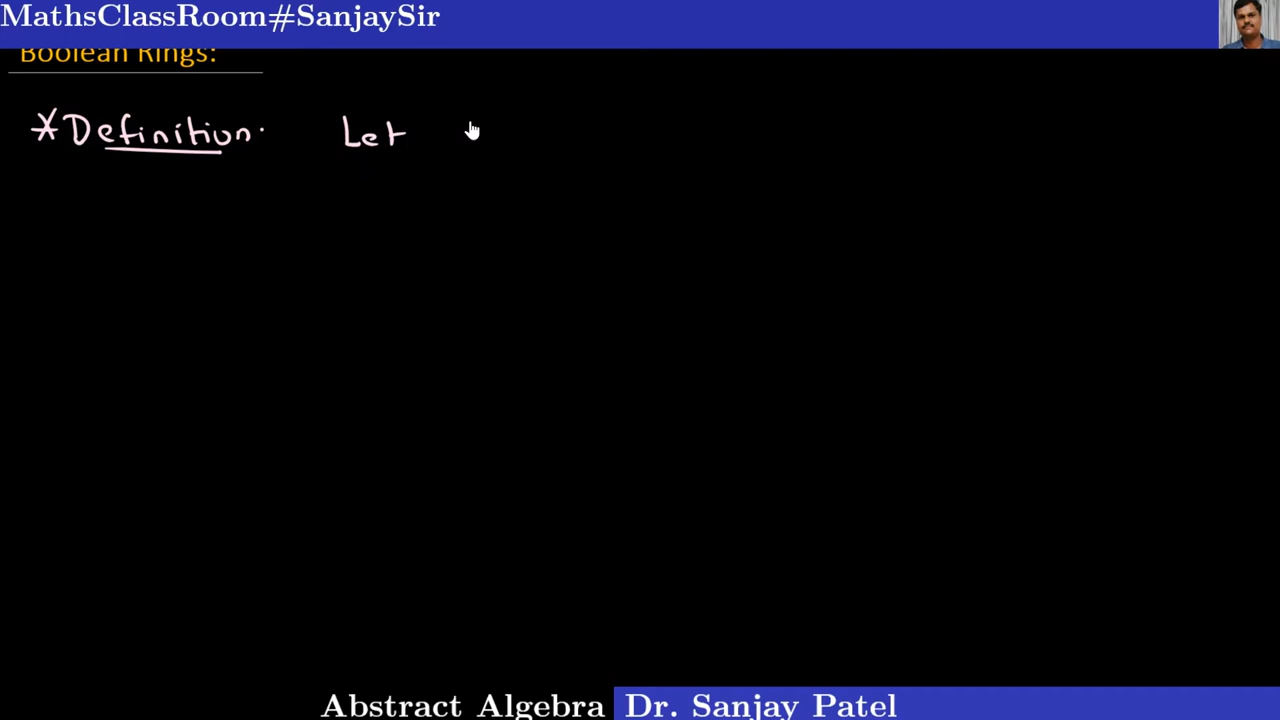 MathsClassRoom#SanjaySir
Boolean Rings:
*Definition. Let
Abstract Algebra Dr. Sanjay Patel